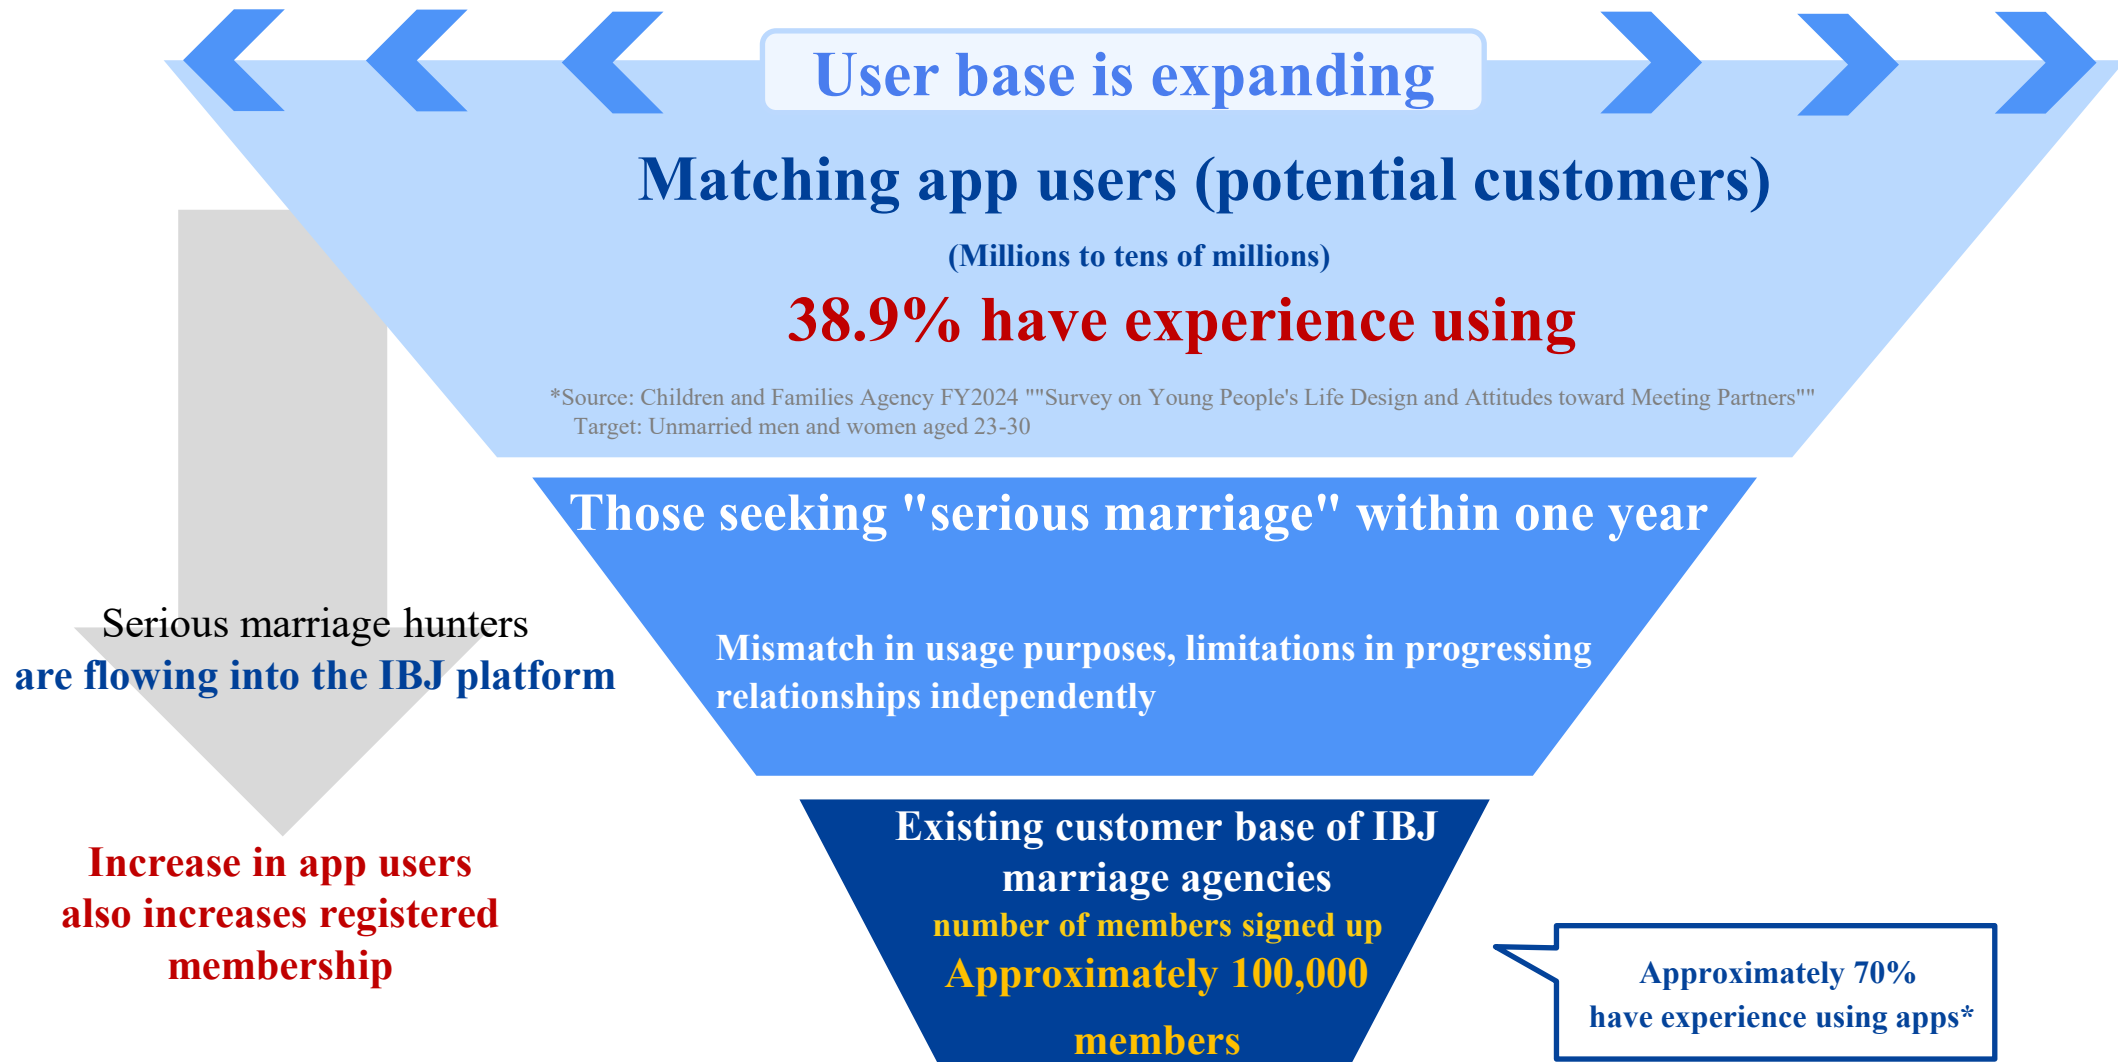 User base is expanding
Matching app users (potential customers)
(Millions to tens of millions)
38.9% have experience using
*Source: Children and Families Agency FY2024 ""Survey on Young People's Life Design and Attitudes toward Meeting Partners""
Target: Unmarried men and women aged 23-30
Those seeking "serious marriage" within one year
Mismatch in usage purposes, limitations in progressing
relationships independently
Serious marriage hunters
are flowing into the IBJ platform
Increase in app users
also increases registered
membership
Existing customer base of IBJ
marriage agencies
number of members signed up
Approximately 100,000
members
Approximately 70%
have experience using apps*